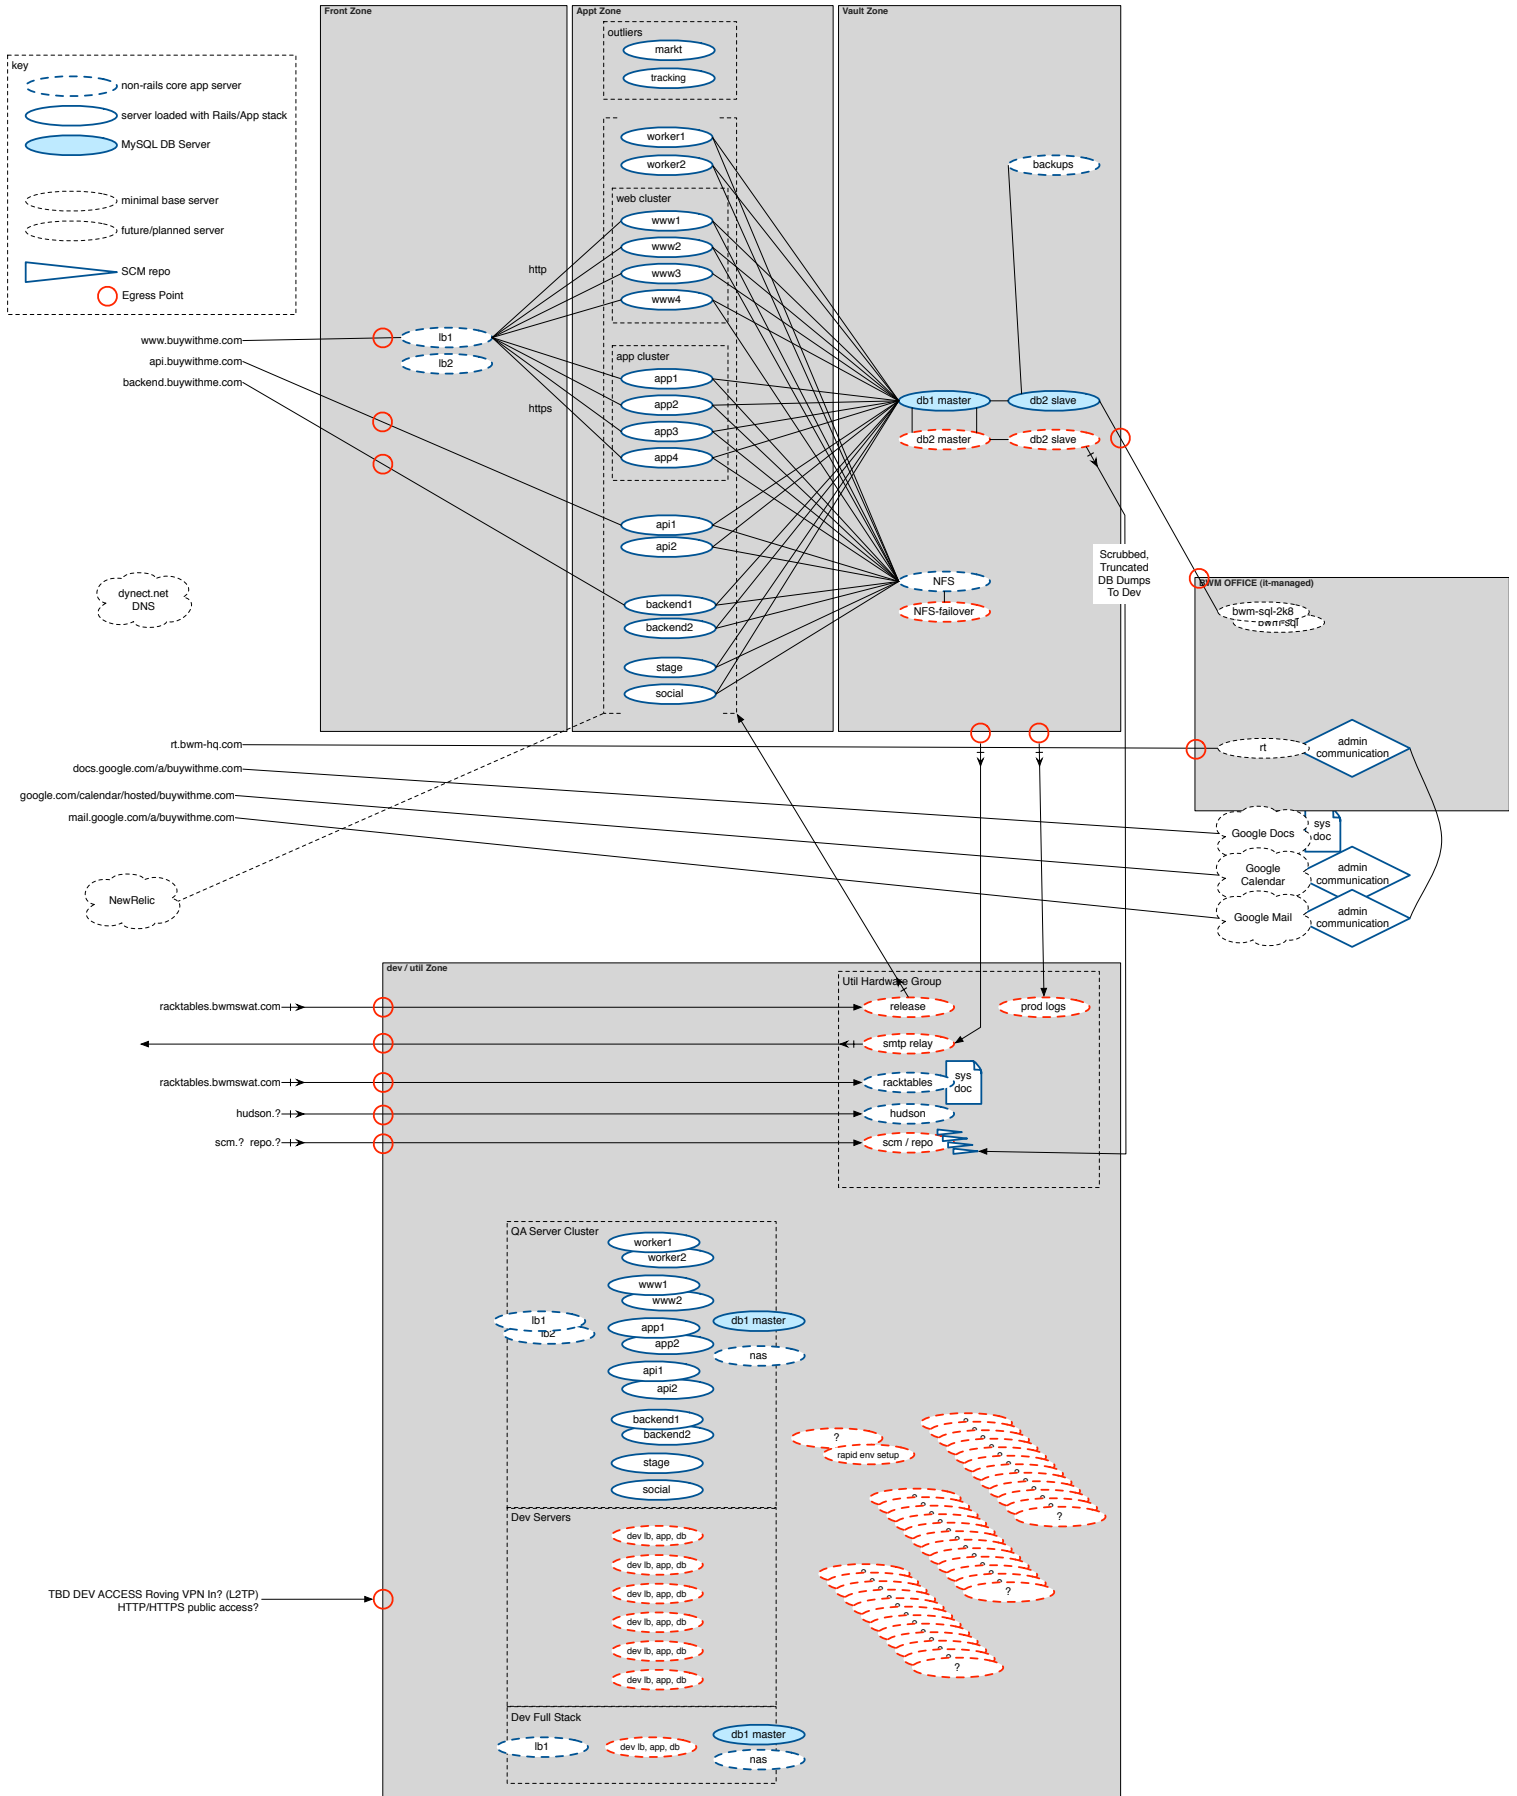 Front Zone
Appt Zone
Vault Zone
outliers
markt
tracking
key
non-rails core app server
server loaded with Rails/App stack
MySQL DB Server
minimal base server
future/planned server
SCM repo
Egress Point
worker1
worker2
backups
web cluster
www1
www2
www3
www4
http
www.buywithme.com
api.buywithme.com
backend.buywithme.com
lb1
lb2
app cluster
app1
app2
app3
app4
https
db1 master
db2 slave
db2 master
db2 slave
api1
api2
NFS
NFS-failover
backend1
backend2
stage
social
Scrubbed,
Truncated
DB Dumps
To Dev
dynect.net
DNS
BWM OFFICE (it-managed)
bwm-sql-2k8
bwm-sql
rt.bwm-hq.com
docs.google.com/a/buywithme.com
google.com/calendar/hosted/buywithme.com
mail.google.com/a/buywithme.com
rt
admin
communication
Google Docs
sys
doc
Google
Calendar
admin
communication
Google Mail
admin
communication
NewRelic
dev / util Zone
Util Hardware Group
racktables.bwmswat.com
release
prod logs
smtp relay
racktables.bwmswat.com
racktables
sys
doc
hudson.?
hudson
scm.? repo.?
scm / repo
QA Server Cluster
worker1
worker2
www1
www2
lb1
lb2
app1
app2
db1 master
nas
api1
api2
backend1
backend2
stage
social
?
rapid env setup
?
?
?
Dev Servers
dev lb, app, db
dev lb, app, db
dev lb, app, db
dev lb, app, db
dev lb, app, db
dev lb, app, db
TBD DEV ACCESS Roving VPN In? (L2TP)
HTTP/HTTPS public access?
Dev Full Stack
lb1
dev lb, app, db
db1 master
nas